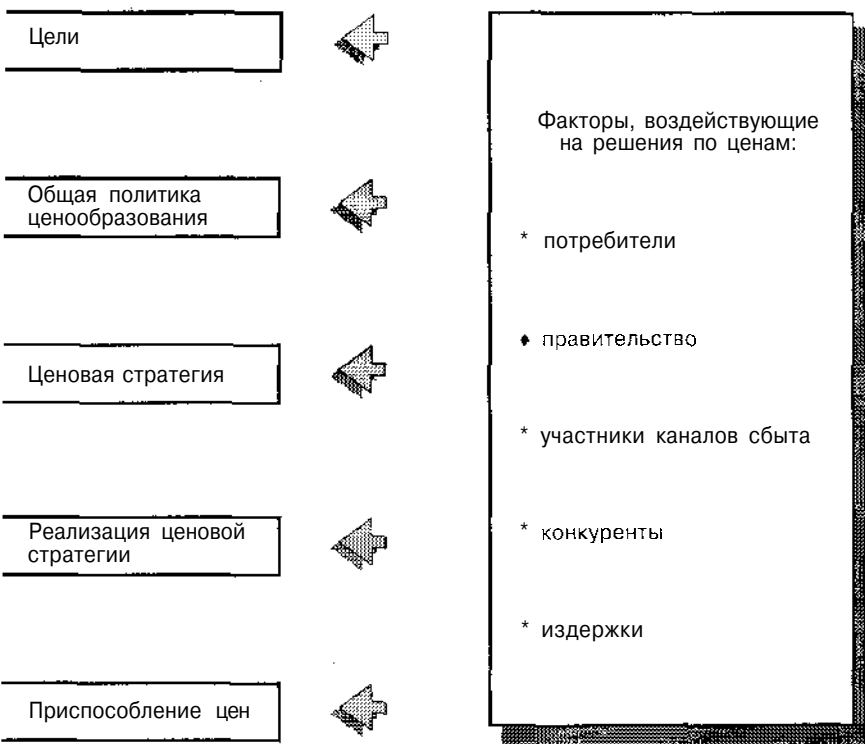 Цели
Общая политика
ценообразования
Ценовая стратегия
Реализация ценовой
стратегии
Приспособление цен
Факторы, воздействующие
на решения по ценам:
* потребители
♦ правительство
* участники каналов сбыта
* конкуренты
* издержки